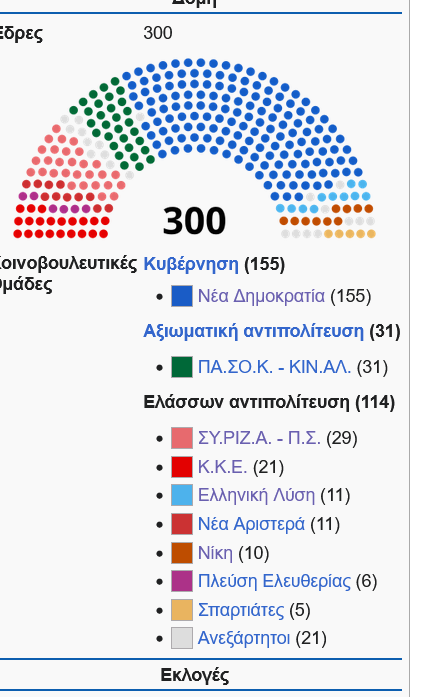 Δομή
Έδρες 300
300
Κοινοβουλευτικές
Ομάδες
Κυβέρνηση (155)
Νέα Δημοκρατία (155)
Αξιωματική αντιπολίτευση (31)
ΠΑ.ΣΟ.Κ. - ΚΙΝ.ΑΛ. (31)
Ελάσσων αντιπολίτευση (114)
ΣΥ.ΡΙΖ.Α. - Π.Σ. (29)
Κ.Κ.Ε. (21)
Ελληνική Λύση (11)
Νέα Αριστερά (11)
Νίκη (10)
Πλεύση Ελευθερίας (6)
Σπαρτιάτες (5)
Ανεξάρτητοι (21)
Εκλογές